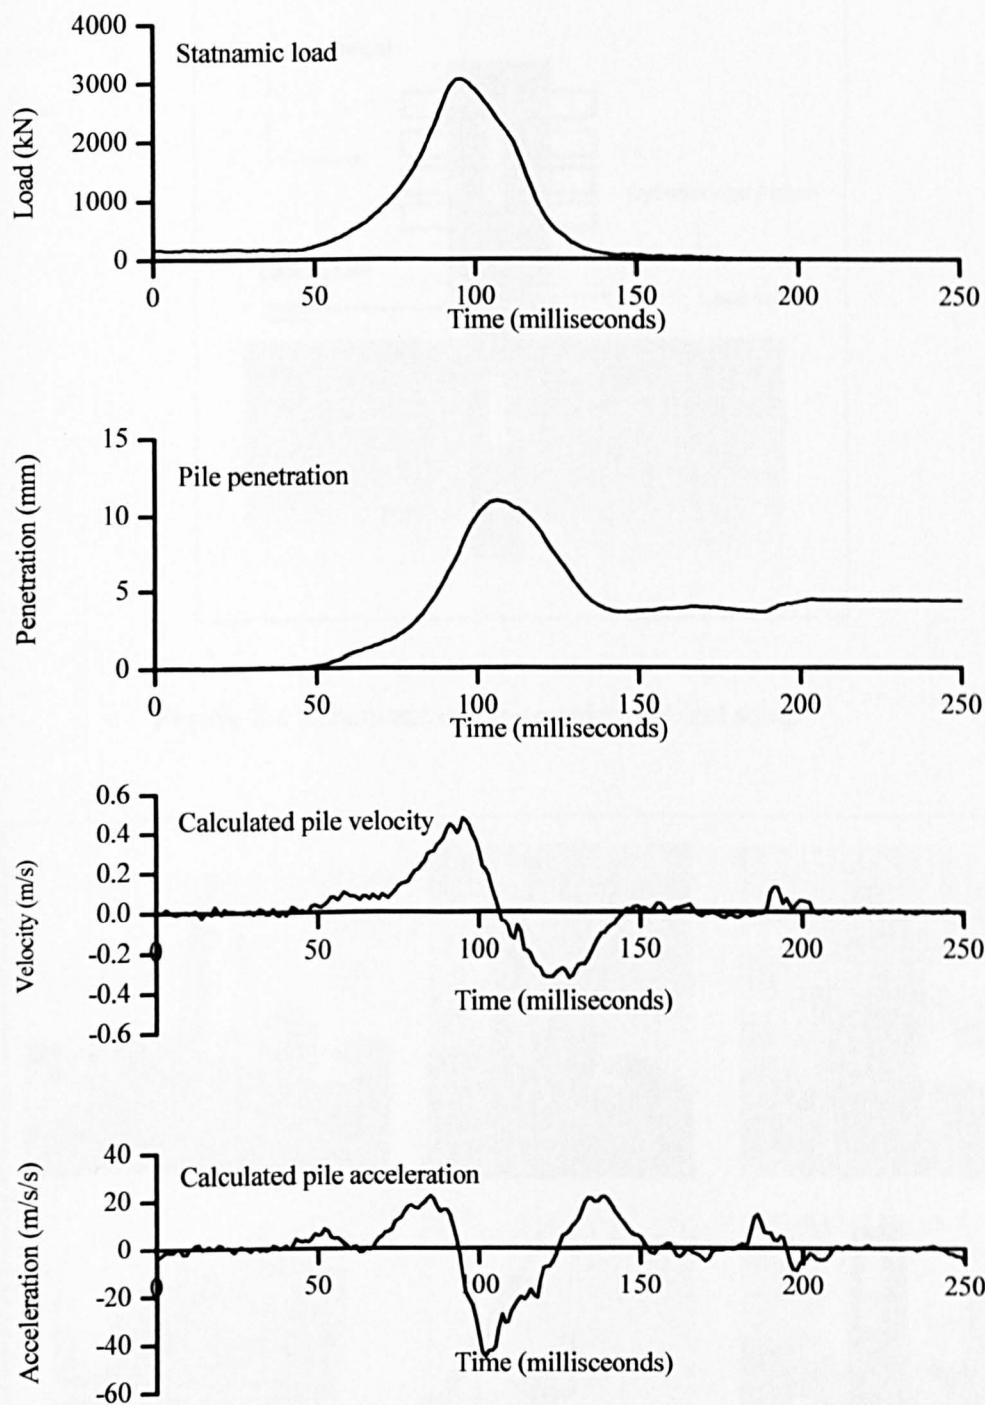 4000
Statnamic load
3000
2000
1000
0
Load (kN)
0 50 100 150 200 250
Time (milliseconds)
15
Pile penetration
10
5
0
Penetration (mm)
0 50 100 150 200 250
Time (milliseconds)
0.6
Calculated pile velocity
0.4
0.2
0.0
-0.2
-0.4
-0.6
Velocity (m/s)
0 50 100 150 200 250
Time (milliseconds)
40
Calculated pile acceleration
20
0
-20
-40
-60
Acceleration (m/s/s)
0 50 100 150 200 250
Time (millisceonds)